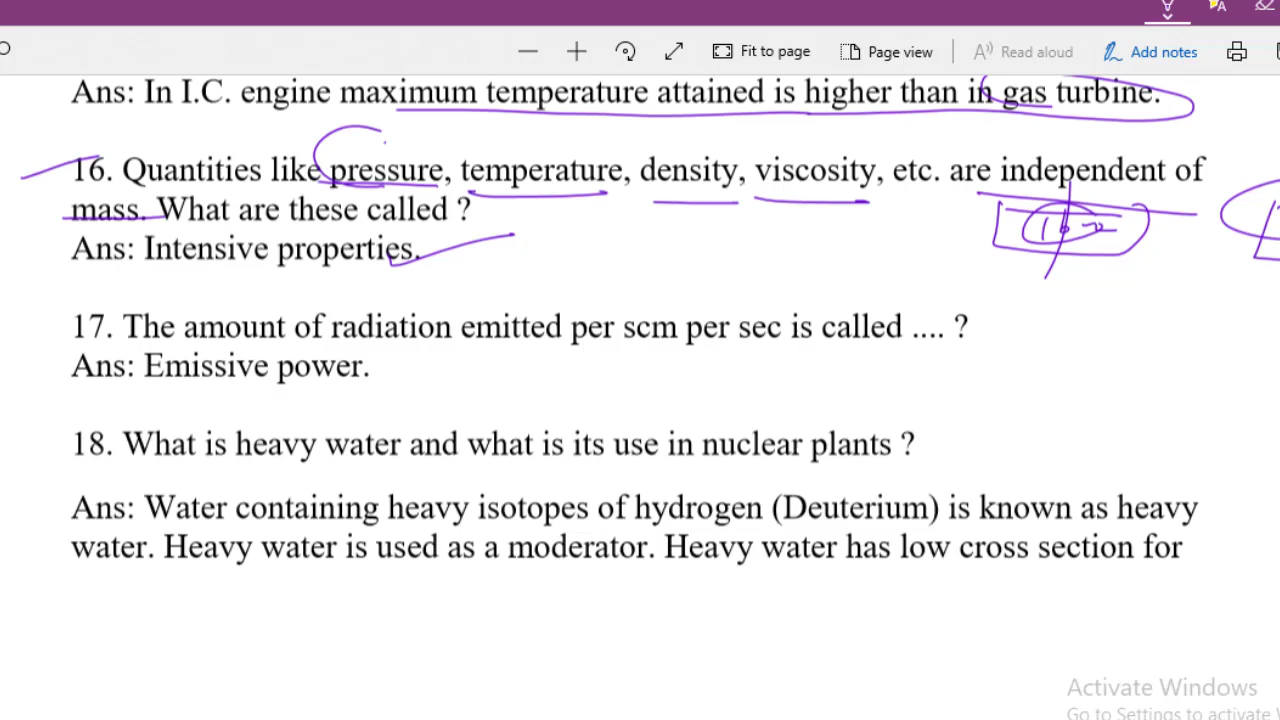 Fit to page Page view Read aloud Add notes
Ans: In I.C. engine maximum temperature attained is higher than in gas turbine.
16. Quantities like pressure, temperature, density, viscosity, etc. are independent of
mass. What are these called ?
Ans: Intensive properties.
17. The amount of radiation emitted per scm per sec is called .... ?
Ans: Emissive power.
18. What is heavy water and what is its use in nuclear plants ?
Ans: Water containing heavy isotopes of hydrogen (Deuterium) is known as heavy
water. Heavy water is used as a moderator. Heavy water has low cross section for
Activate Windows
Go to Settings to activate